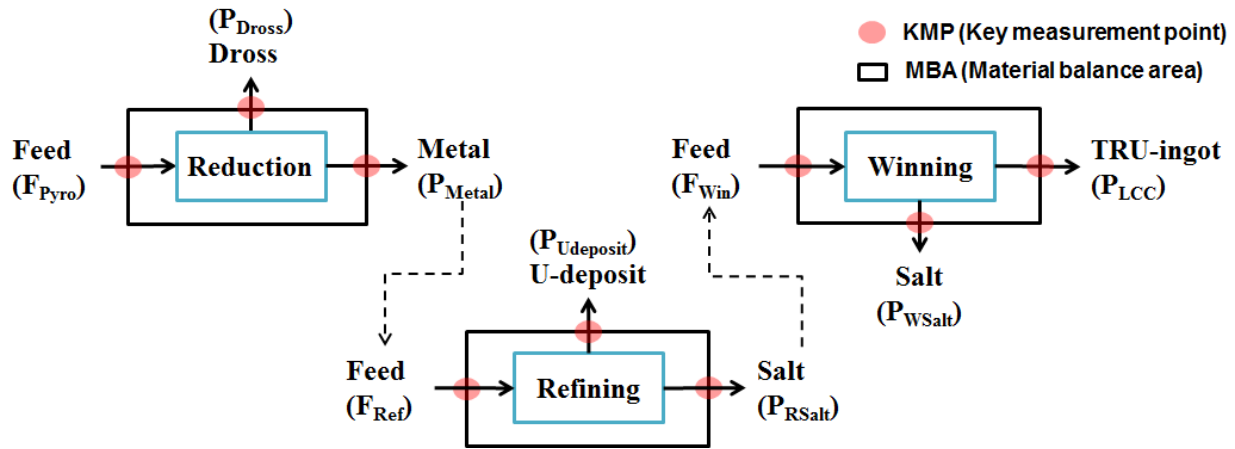 (P_Dross)
Dross
KMP (Key measurement point)
MBA (Material balance area)
Feed
(F_Pyro)
Reduction
Metal
(P_Metal)
Feed
(F_Win)
Winning
TRU-ingot
(P_LCC)
Salt
(P_WSalt)
(P_Udeposit)
U-deposit
Feed
(F_Ref)
Refining
Salt
(P_RSalt)